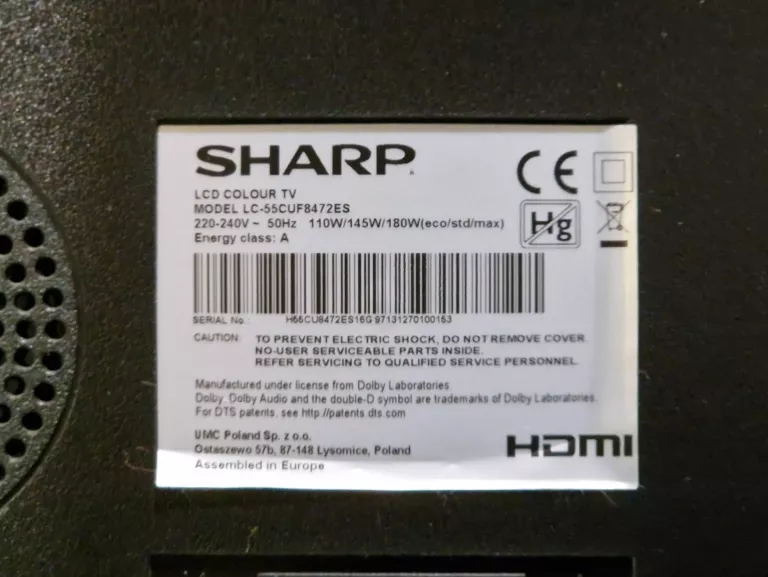 SHARP
LCD COLOUR TV
MODEL LC-55CUF8472ES
220-240V ~ 50Hz 110W/145W/180W(eco/std/max)
Energy class: A
CE
Hg
SERIAL No.: H55CU8472ES16G 97131270100153
CAUTION: TO PREVENT ELECTRIC SHOCK, DO NOT REMOVE COVER.
NO-USER SERVICEABLE PARTS INSIDE.
REFER SERVICING TO QUALIFIED SERVICE PERSONNEL.
Manufactured under license from Dolby Laboratories.
Dolby, Dolby Audio and the double-D symbol are trademarks of Dolby Laboratories.
For DTS patents, see http://patents.dts.com
UMC Poland Sp. z o.o.
Ostaszewo 57b, 87-148 Lysomice, Poland
Assembled in Europe
HDMI